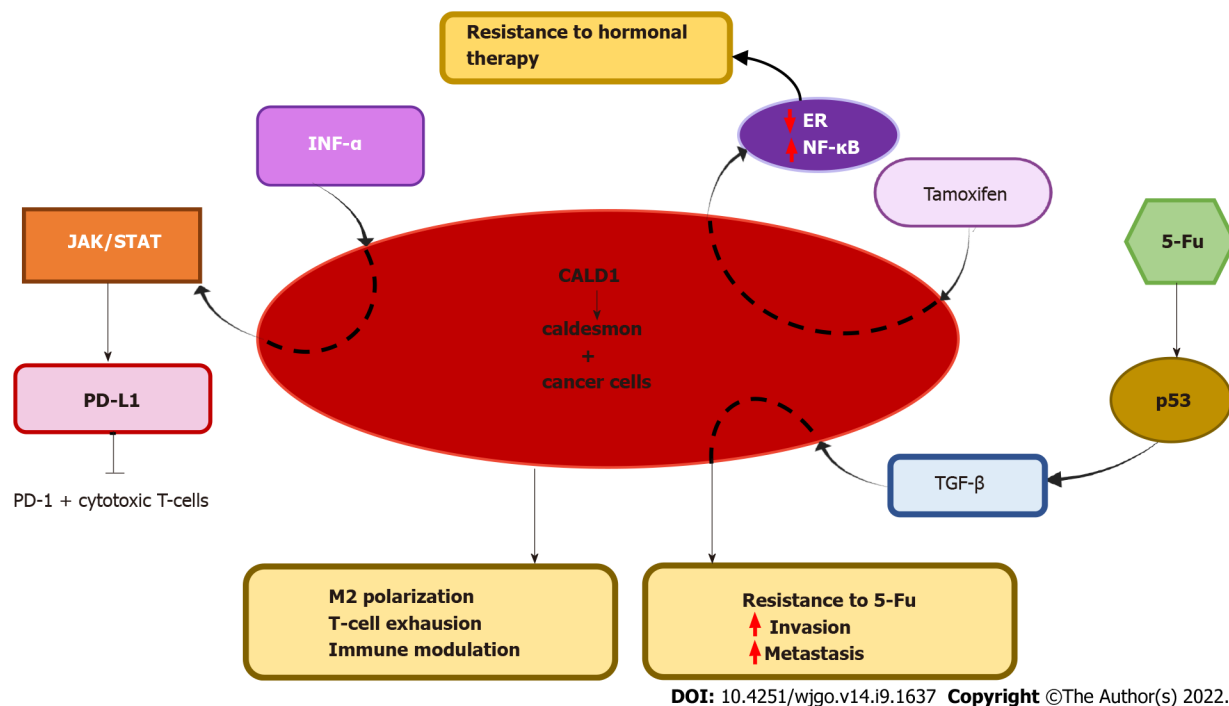 Resistance to hormonal
therapy
ER
NF-κB
INF-α
Tamoxifen
JAK/STAT
5-Fu
CALD1
caldesmon
+
cancer cells
PD-L1
p53
TGF-β
PD-1 + cytotoxic T-cells
M2 polarization
T-cell exhausion
Immune modulation
Resistance to 5-Fu
Invasion
Metastasis
DOI: 10.4251/wjgo.v14.i9.1637 Copyright ©The Author(s) 2022.